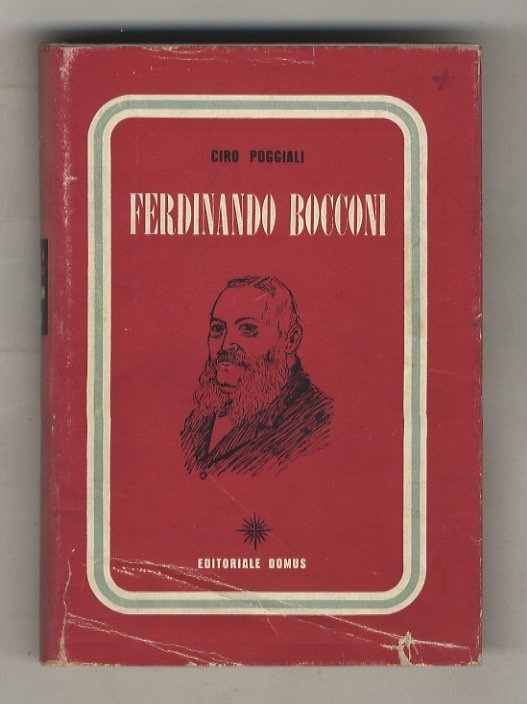 CIRO POGGIALI
FERDINANDO BOCCONI
EDITORIALE DOMUS